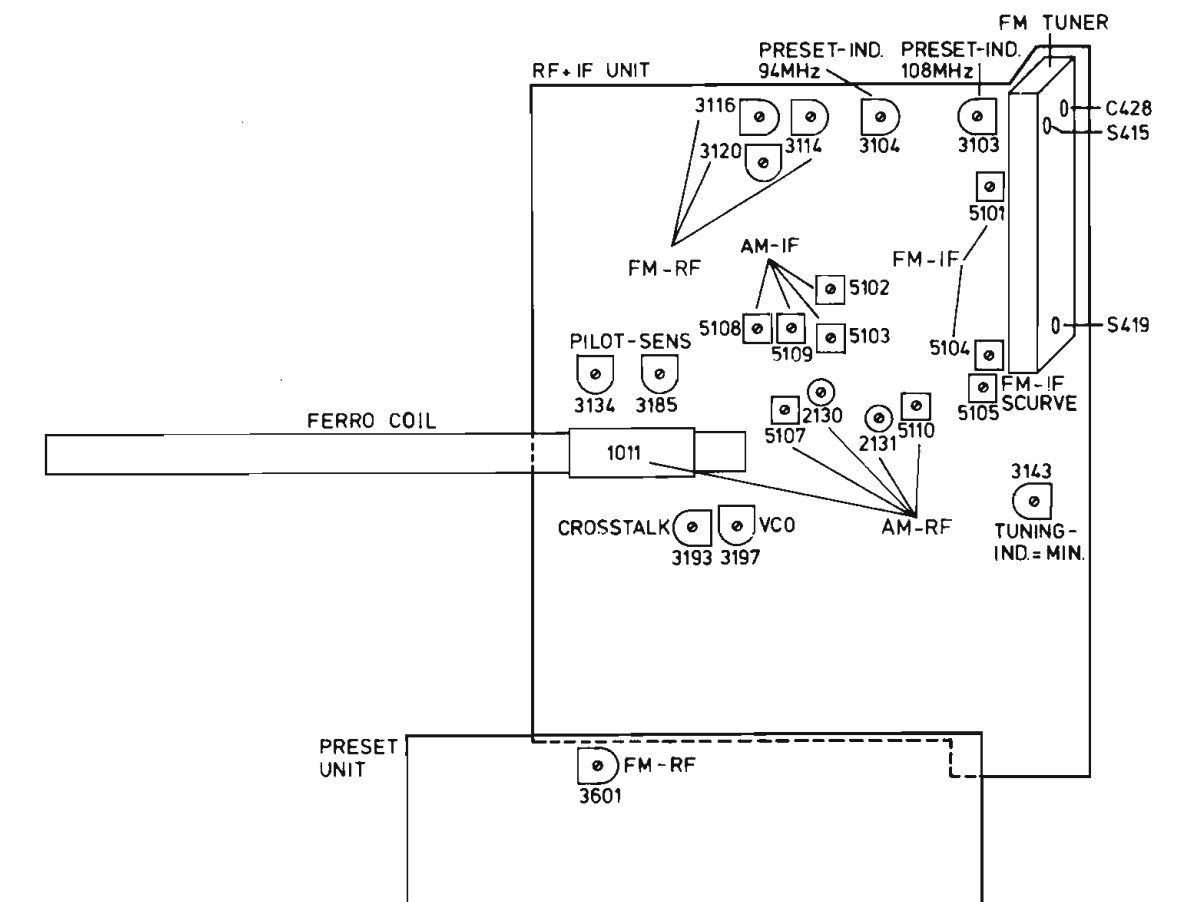 FM TUNER
PRESET-IND.
94MHz
PRESET-IND.
108MHz
RF+IF UNIT
3116
3114
3104
3103
C428
S415
3120
5101
FM-RF
AM-IF
FM-IF
5102
5108
5109
5103
S419
5104
PILOT-SENS
3134
3185
FM-IF
SCURVE
5105
FERRO COIL
1011
5107
2130
2131
5110
3143
CROSSTALK
VCO
3193
3197
AM-RF
TUNING-
IND.=MIN.
PRESET
UNIT
FM-RF
3601